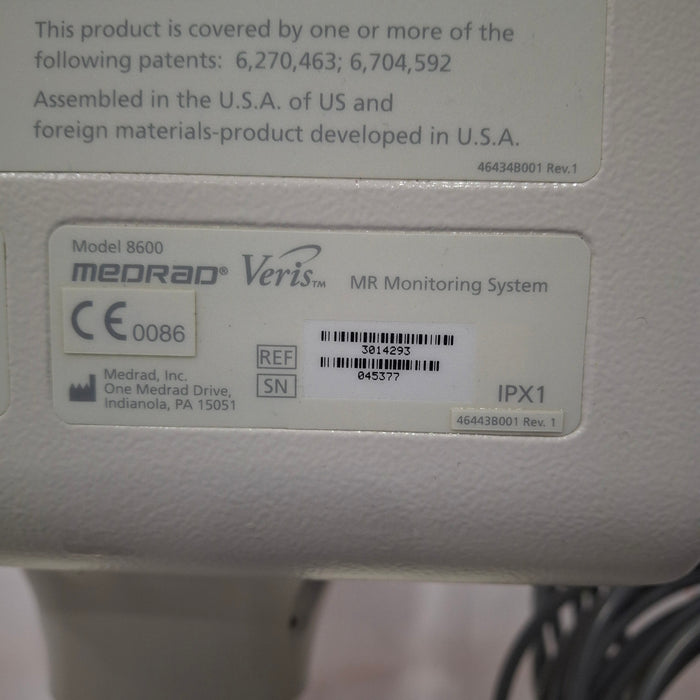 This product is covered by one or more of the
following patents: 6,270,463; 6,704,592
Assembled in the U.S.A. of US and
foreign materials-product developed in U.S.A.
46434B001 Rev.1
Model 8600
MEDRAD® Veris™ MR Monitoring System
CE 0086
Medrad, Inc.
One Medrad Drive,
Indianola, PA 15051
REF 3014293
SN 045377
IPX1
46443B001 Rev. 1